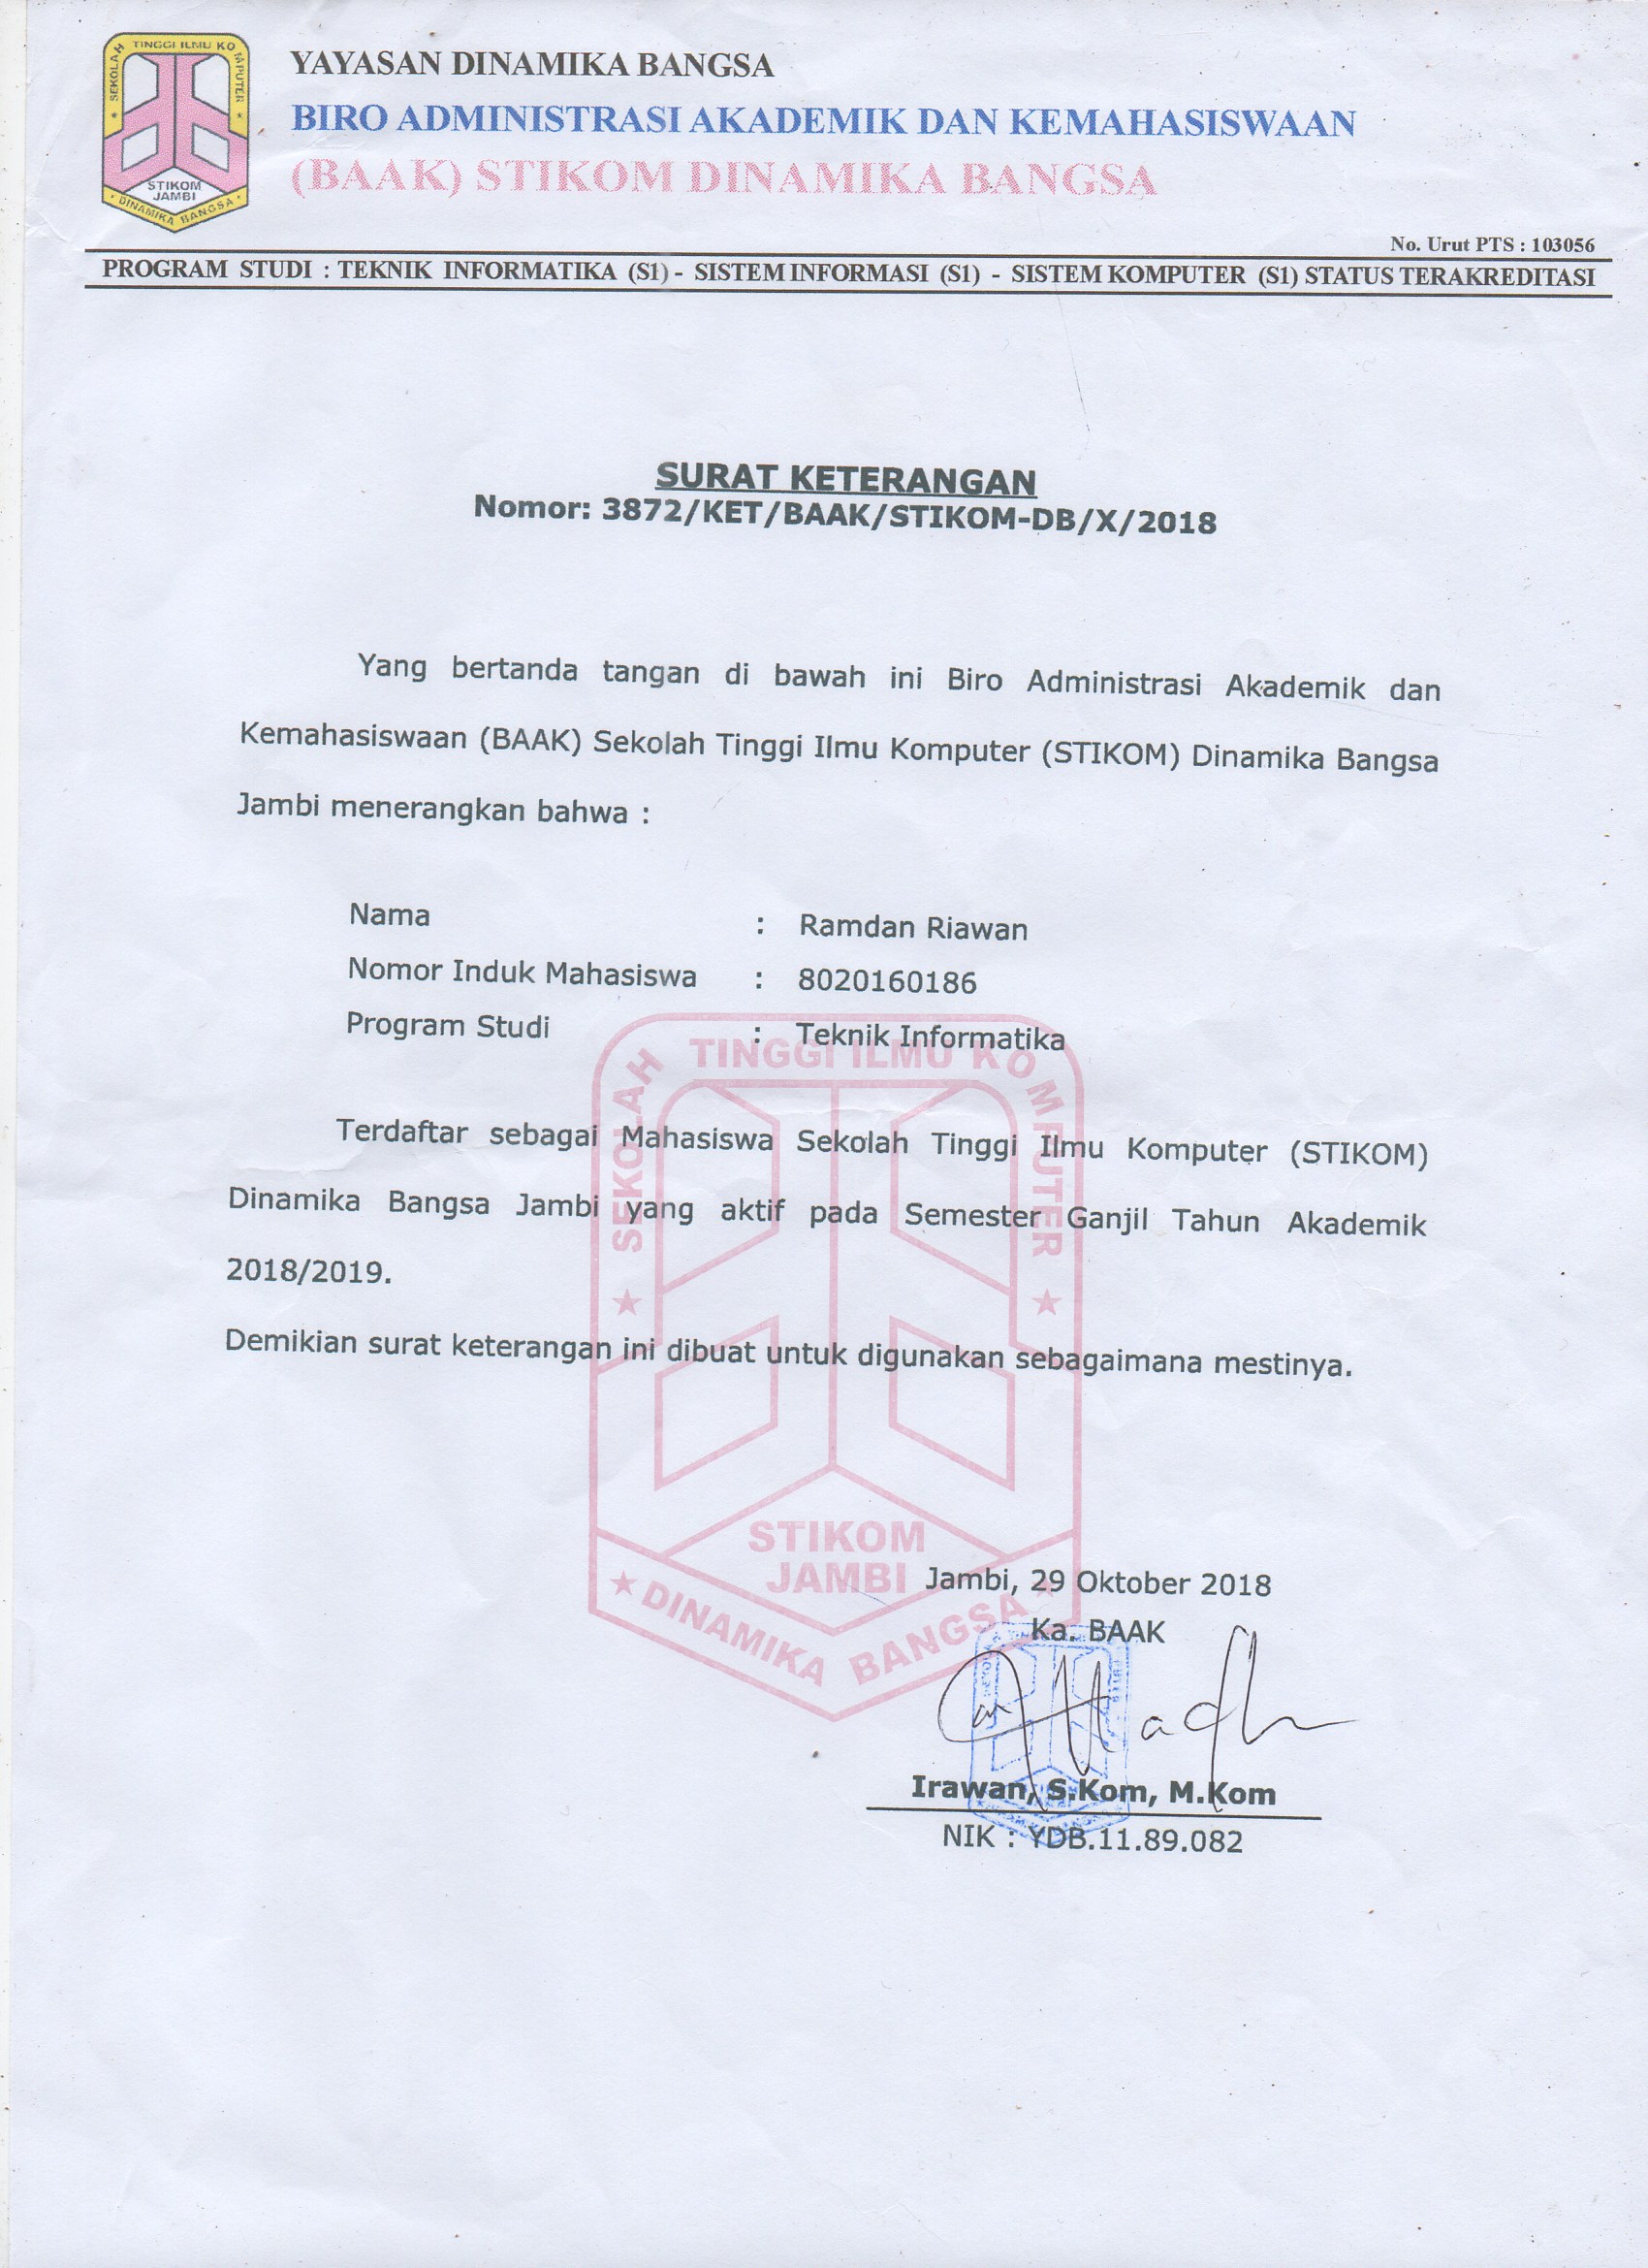 SEKOLAH TINGGI ILMU KOMPUTER
STIKOM
JAMBI
DINAMIKA BANGSA
YAYASAN DINAMIKA BANGSA
BIRO ADMINISTRASI AKADEMIK DAN KEMAHASISWAAN
(BAAK) STIKOM DINAMIKA BANGSA
No. Urut PTS : 103056
PROGRAM STUDI : TEKNIK INFORMATIKA (S1) - SISTEM INFORMASI (S1) - SISTEM KOMPUTER (S1) STATUS TERAKREDITASI
SURAT KETERANGAN
Nomor: 3872/KET/BAAK/STIKOM-DB/X/2018
Yang bertanda tangan di bawah ini Biro Administrasi Akademik dan
Kemahasiswaan (BAAK) Sekolah Tinggi Ilmu Komputer (STIKOM) Dinamika Bangsa
Jambi menerangkan bahwa :
Nama : Ramdan Riawan
Nomor Induk Mahasiswa : 8020160186
Program Studi : Teknik Informatika
SEKOLAH TINGGI ILMU KOMPUTER
Terdaftar sebagai Mahasiswa Sekolah Tinggi Ilmu Komputer (STIKOM)
Dinamika Bangsa Jambi yang aktif pada Semester Ganjil Tahun Akademik
2018/2019.
Demikian surat keterangan ini dibuat untuk digunakan sebagaimana mestinya.
STIKOM
JAMBI
DINAMIKA BANGSA
Jambi, 29 Oktober 2018
Ka. BAAK
Irawan, S.Kom, M.Kom
NIK : YDB.11.89.082